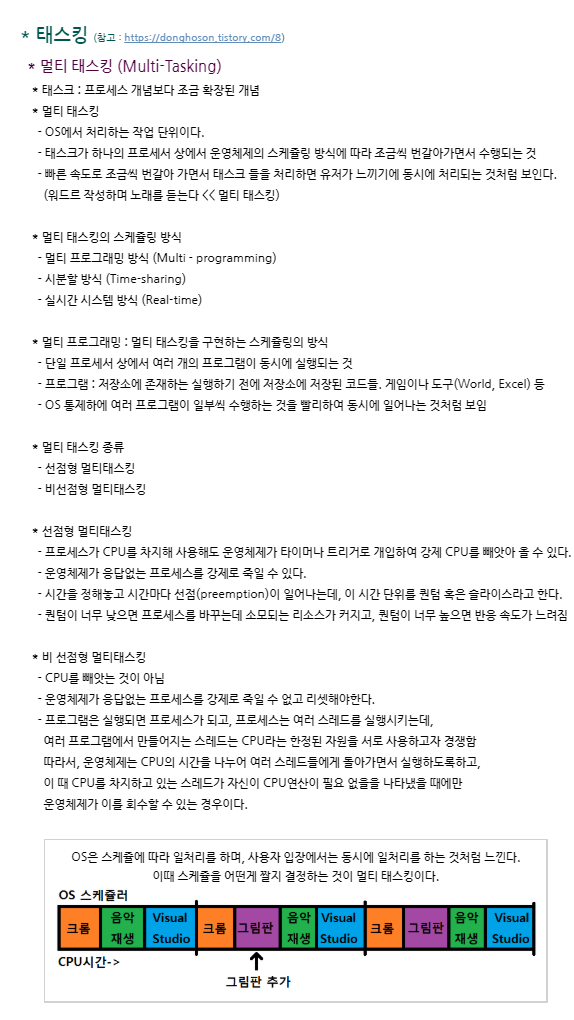 * 태스킹 (참고 : https://donghoson.tistory.com/8)
* 멀티 태스킹 (Multi-Tasking)
* 태스크 : 프로세스 개념보다 조금 확장된 개념
* 멀티 태스킹
- OS에서 처리하는 작업 단위이다.
- 태스크가 하나의 프로세서 상에서 운영체제의 스케쥴링 방식에 따라 조금씩 번갈아가면서 수행되는 것
- 빠른 속도로 조금씩 번갈아 가면서 태스크 들을 처리하면 유저가 느끼기에 동시에 처리되는 것처럼 보인다.
(워드르 작성하며 노래를 듣는다 << 멀티 태스킹)
* 멀티 태스킹의 스케쥴링 방식
- 멀티 프로그래밍 방식 (Multi - programming)
- 시분할 방식 (Time-sharing)
- 실시간 시스템 방식 (Real-time)
* 멀티 프로그래밍 : 멀티 태스킹을 구현하는 스케쥴링의 방식
- 단일 프로세서 상에서 여러 개의 프로그램이 동시에 실행되는 것
- 프로그램 : 저장소에 존재하는 실행하기 전에 저장소에 저장된 코드들. 게임이나 도구(World, Excel) 등
- OS 통제하에 여러 프로그램이 일부씩 수행하는 것을 빨리하여 동시에 일어나는 것처럼 보임
* 멀티 태스킹 종류
- 선점형 멀티태스킹
- 비선점형 멀티태스킹
* 선점형 멀티태스킹
- 프로세스가 CPU를 차지해 사용해도 운영체제가 타이머나 트리거로 개입하여 강제 CPU를 빼앗아 올 수 있다.
- 운영체제가 응답없는 프로세스를 강제로 죽일 수 있다.
- 시간을 정해놓고 시간마다 선점(preemption)이 일어나는데, 이 시간 단위를 퀀텀 혹은 슬라이스라고 한다.
- 퀀텀이 너무 낮으면 프로세스를 바꾸는데 소모되는 리소스가 커지고, 퀀텀이 너무 높으면 반응 속도가 느려짐
* 비 선점형 멀티태스킹
- CPU를 빼앗는 것이 아님
- 운영체제가 응답없는 프로세스를 강제로 죽일 수 없고 리셋해야한다.
- 프로그램은 실행되면 프로세스가 되고, 프로세스는 여러 스레드를 실행시키는데,
여러 프로그램에서 만들어지는 스레드는 CPU라는 한정된 자원을 서로 사용하고자 경쟁함
따라서, 운영체제는 CPU의 시간을 나누어 여러 스레드들에게 돌아가면서 실행하도록하고,
이 때 CPU를 차지하고 있는 스레드가 자신이 CPU연산이 필요 없을을 나타냈을 때에만
운영체제가 이를 회수할 수 있는 경우이다.
OS은 스케쥴에 따라 일처리를 하며, 사용자 입장에서는 동시에 일처리를 하는 것처럼 느낀다.
이때 스케쥴을 어떤게 짤지 결정하는 것이 멀티 태스킹이다.
OS 스케쥴러
크롬 음악 재생 Visual Studio 크롬 그림판 음악 재생 Visual Studio 크롬 그림판 음악 재생 Visual Studio
CPU시간->
그림판 추가